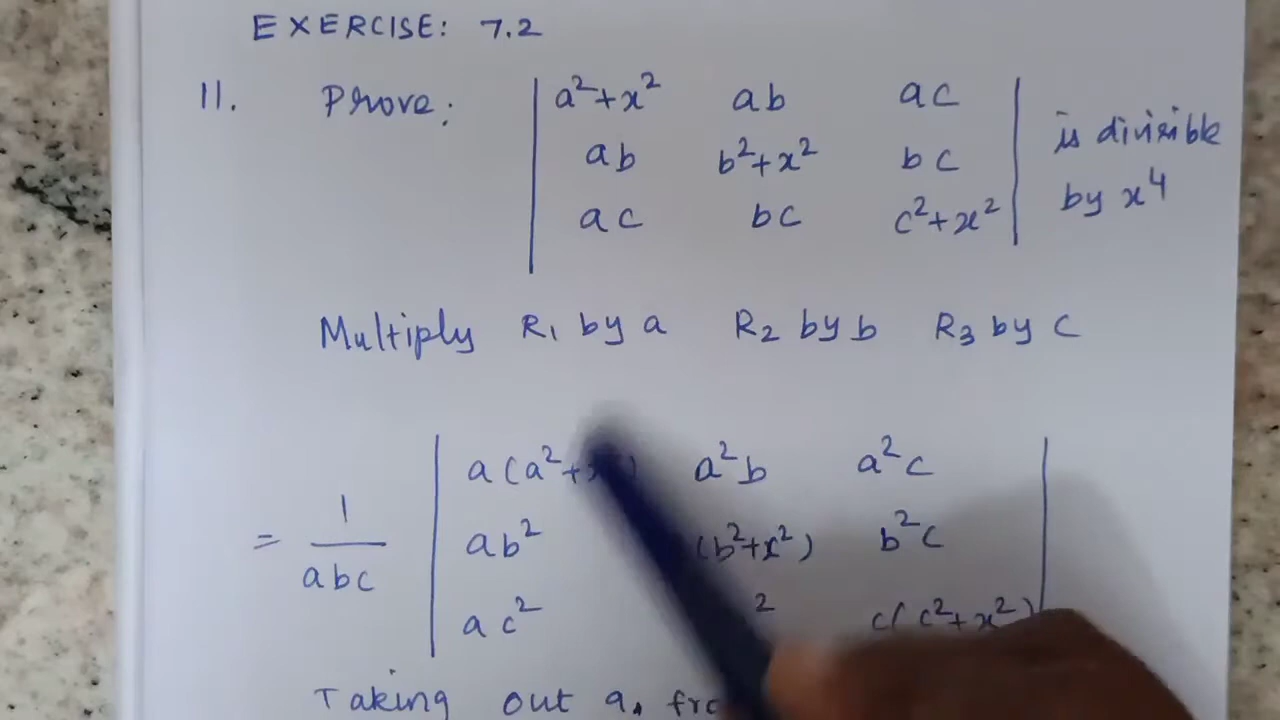 EXERCISE: 7.2
11. Prove: | a²+x² ab ac | is divisible
| ab b²+x² bc | by x⁴
| ac bc c²+x² |
Multiply R₁ by a R₂ by b R₃ by c
= 1/abc | a(a²+ a²b a²c |
| ab² (b²+x²) b²c |
| ac² ² c(c²+x²) |
Taking out a